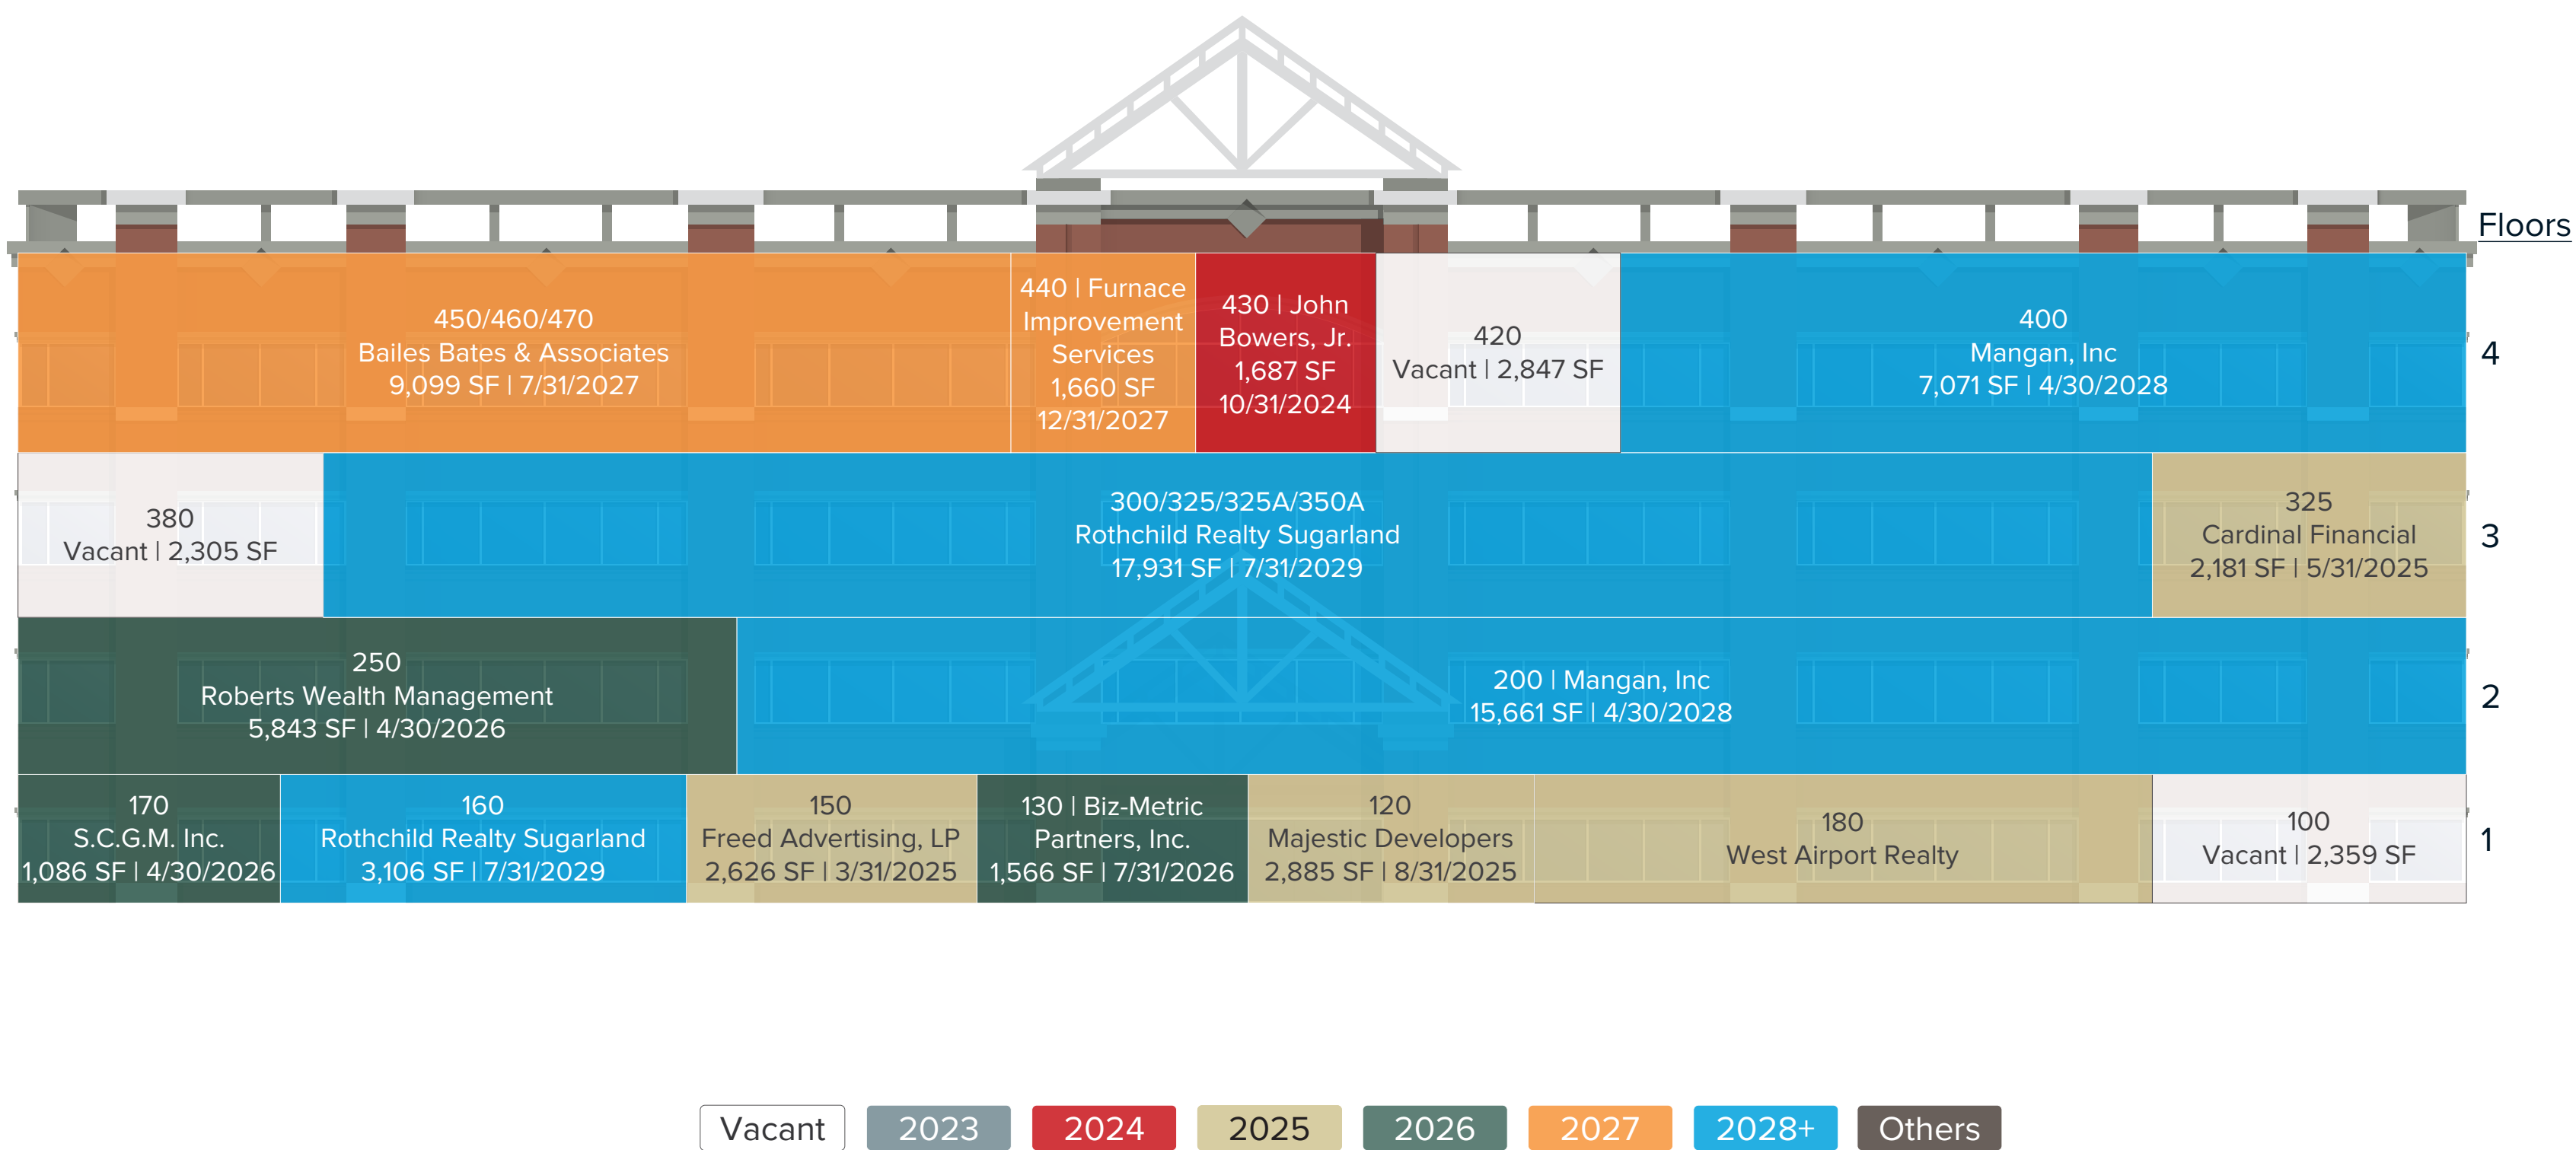 Floors
450/460/470
Bailes Bates & Associates
9,099 SF | 7/31/2027
440 | Furnace
Improvement
Services
1,660 SF
12/31/2027
430 | John
Bowers, Jr.
1,687 SF
10/31/2024
420
Vacant | 2,847 SF
400
Mangan, Inc
7,071 SF | 4/30/2028
4
380
Vacant | 2,305 SF
300/325/325A/350A
Rothchild Realty Sugarland
17,931 SF | 7/31/2029
325
Cardinal Financial
2,181 SF | 5/31/2025
3
250
Roberts Wealth Management
5,843 SF | 4/30/2026
200 | Mangan, Inc
15,661 SF | 4/30/2028
2
170
S.C.G.M. Inc.
1,086 SF | 4/30/2026
160
Rothchild Realty Sugarland
3,106 SF | 7/31/2029
150
Freed Advertising, LP
2,626 SF | 3/31/2025
130 | Biz-Metric
Partners, Inc.
1,566 SF | 7/31/2026
120
Majestic Developers
2,885 SF | 8/31/2025
180
West Airport Realty
100
Vacant | 2,359 SF
1
Vacant
2023
2024
2025
2026
2027
2028+
Others